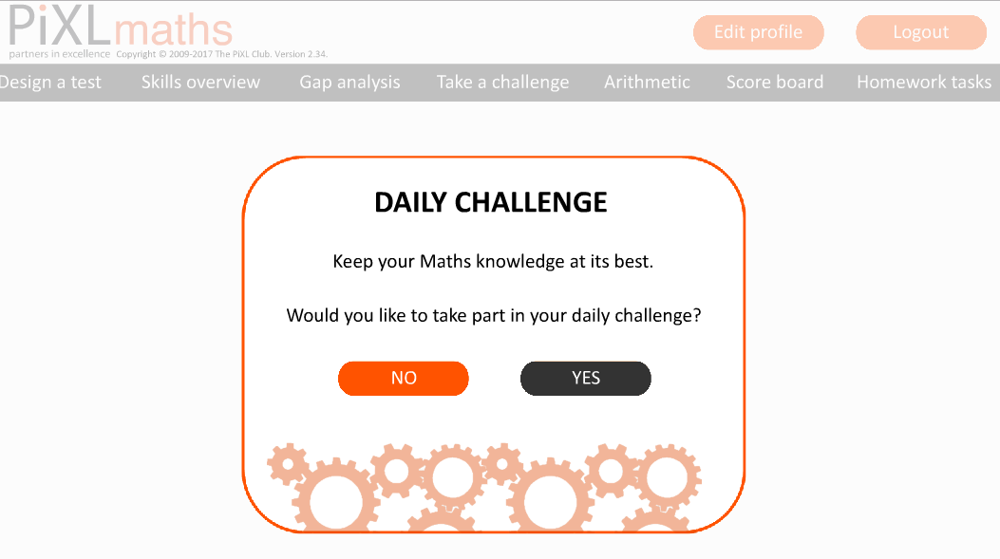 PiXLmaths
partners in excellence Copyright © 2009-2017 The PiXL Club. Version 2.34.
Edit profile Logout
Design a test Skills overview Gap analysis Take a challenge Arithmetic Score board Homework tasks
DAILY CHALLENGE
Keep your Maths knowledge at its best.
Would you like to take part in your daily challenge?
NO YES